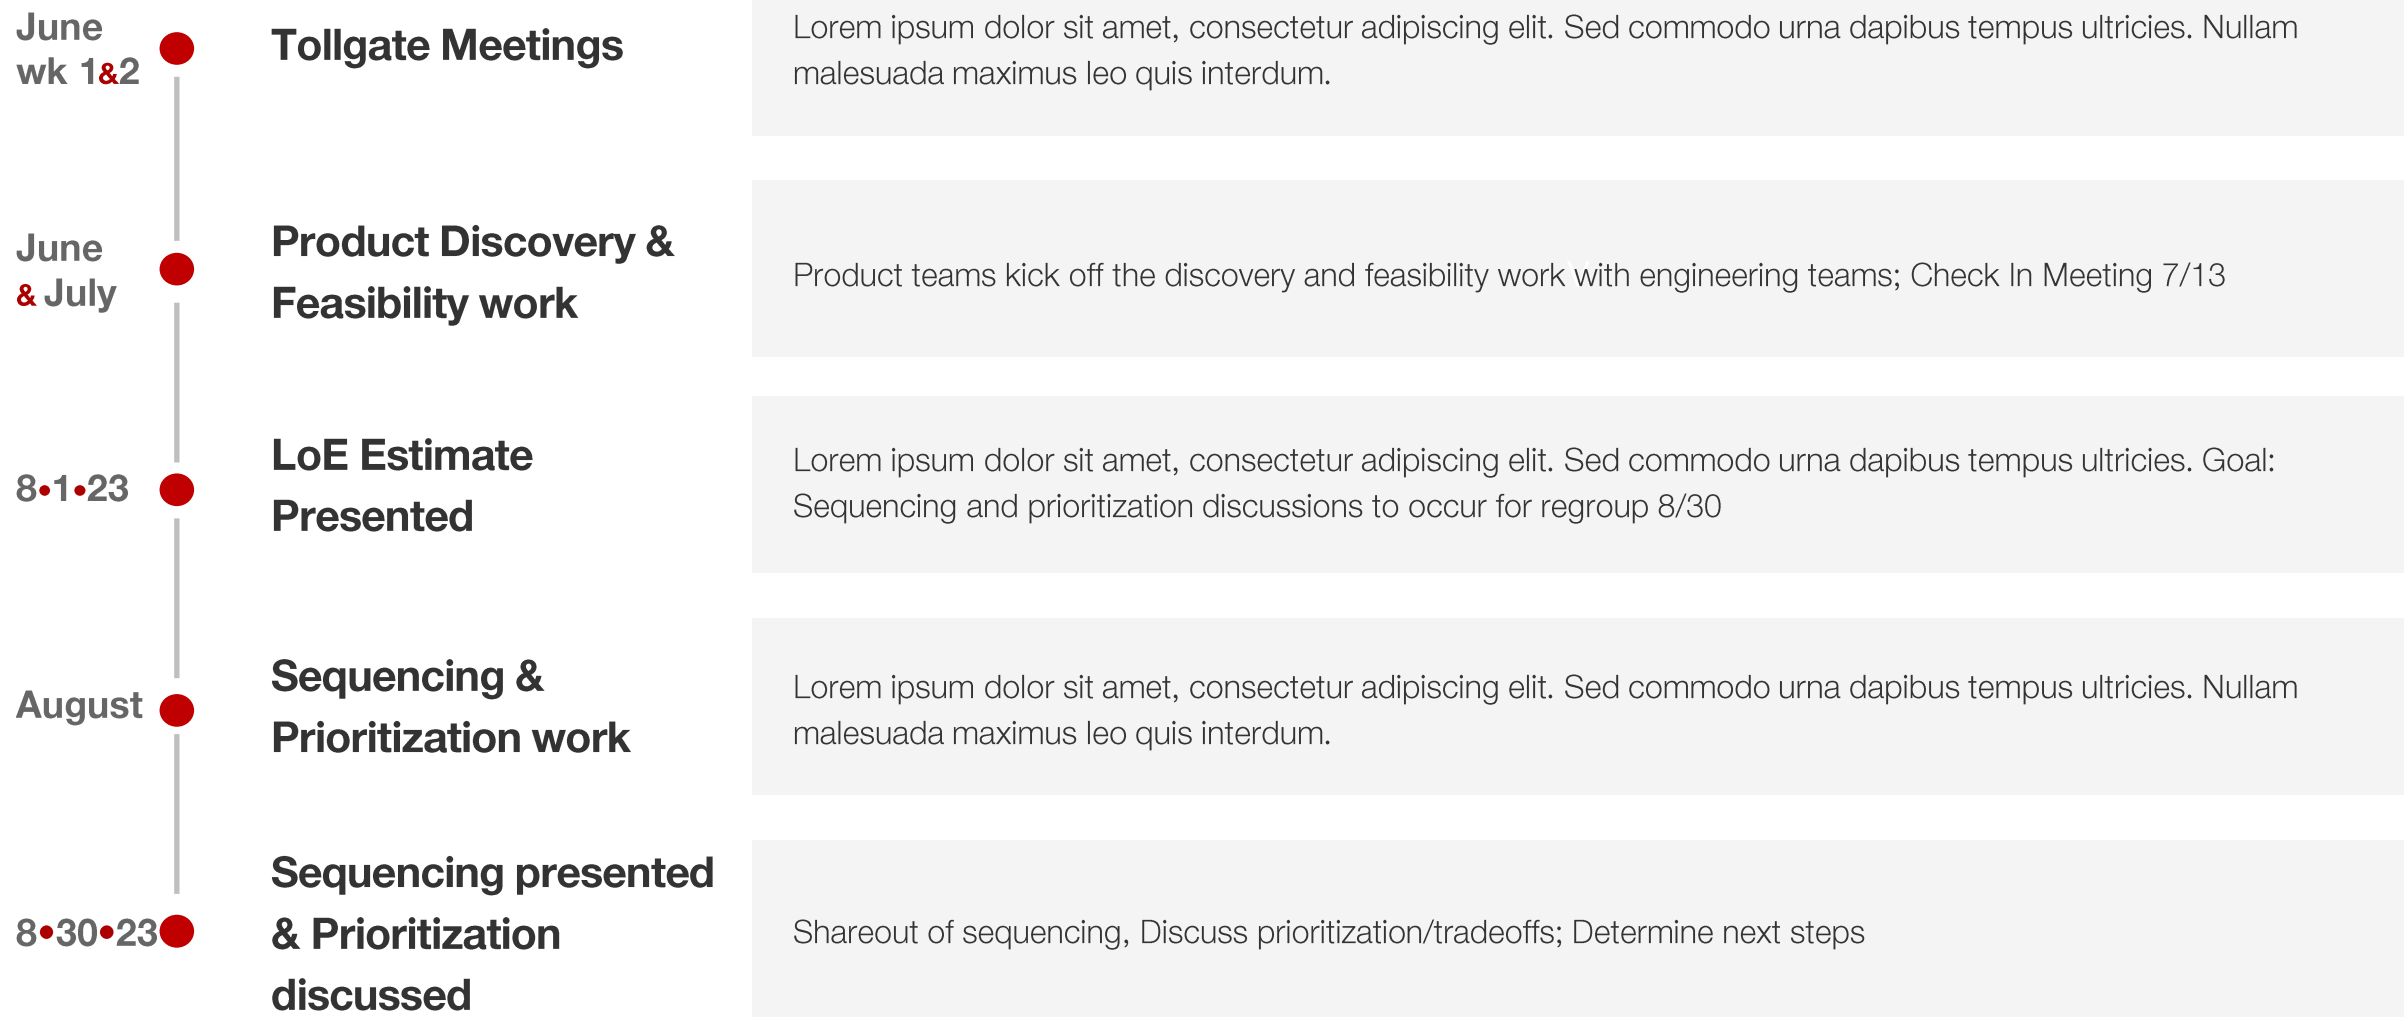 June
wk 1&2
Tollgate Meetings
Lorem ipsum dolor sit amet, consectetur adipiscing elit. Sed commodo urna dapibus tempus ultricies. Nullam
malesuada maximus leo quis interdum.
June
& July
Product Discovery &
Feasibility work
Product teams kick off the discovery and feasibility work with engineering teams; Check In Meeting 7/13
8•1•23
LoE Estimate
Presented
Lorem ipsum dolor sit amet, consectetur adipiscing elit. Sed commodo urna dapibus tempus ultricies. Goal:
Sequencing and prioritization discussions to occur for regroup 8/30
August
Sequencing &
Prioritization work
Lorem ipsum dolor sit amet, consectetur adipiscing elit. Sed commodo urna dapibus tempus ultricies. Nullam
malesuada maximus leo quis interdum.
8•30•23
Sequencing presented
& Prioritization
discussed
Shareout of sequencing, Discuss prioritization/tradeoffs; Determine next steps